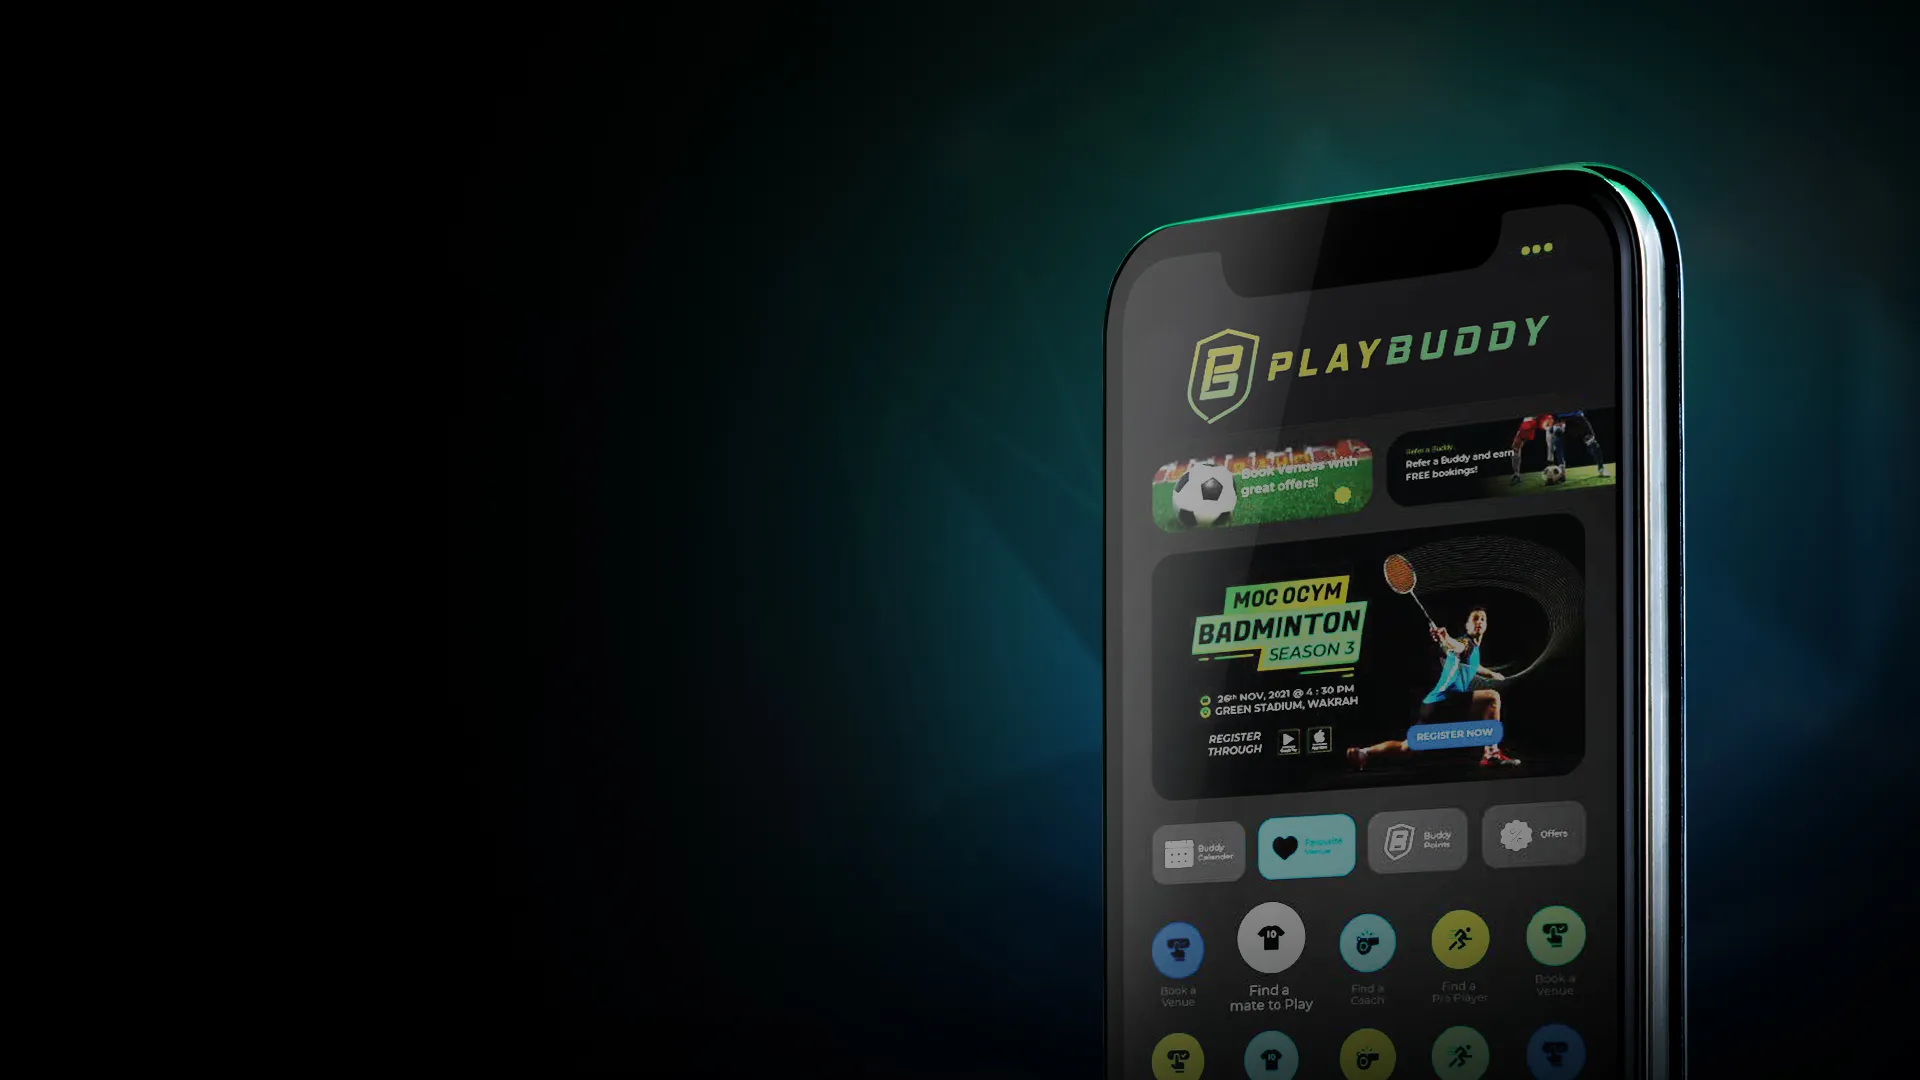 PLAYBUDDY
Book Venues with
great offers!
Refer a Buddy
Refer a Buddy and earn
FREE bookings!
MOC OCYM
BADMINTON
SEASON 3
26th NOV, 2021 @ 4 : 30 PM
GREEN STADIUM, WAKRAH
REGISTER
THROUGH
REGISTER NOW
Buddy
Calender
Favourite
Venue
Buddy
Points
Offers
10
Book a
Venue
Find a
mate to Play
Find a
Coach
Find a
Pro Player
Book a
Venue
10